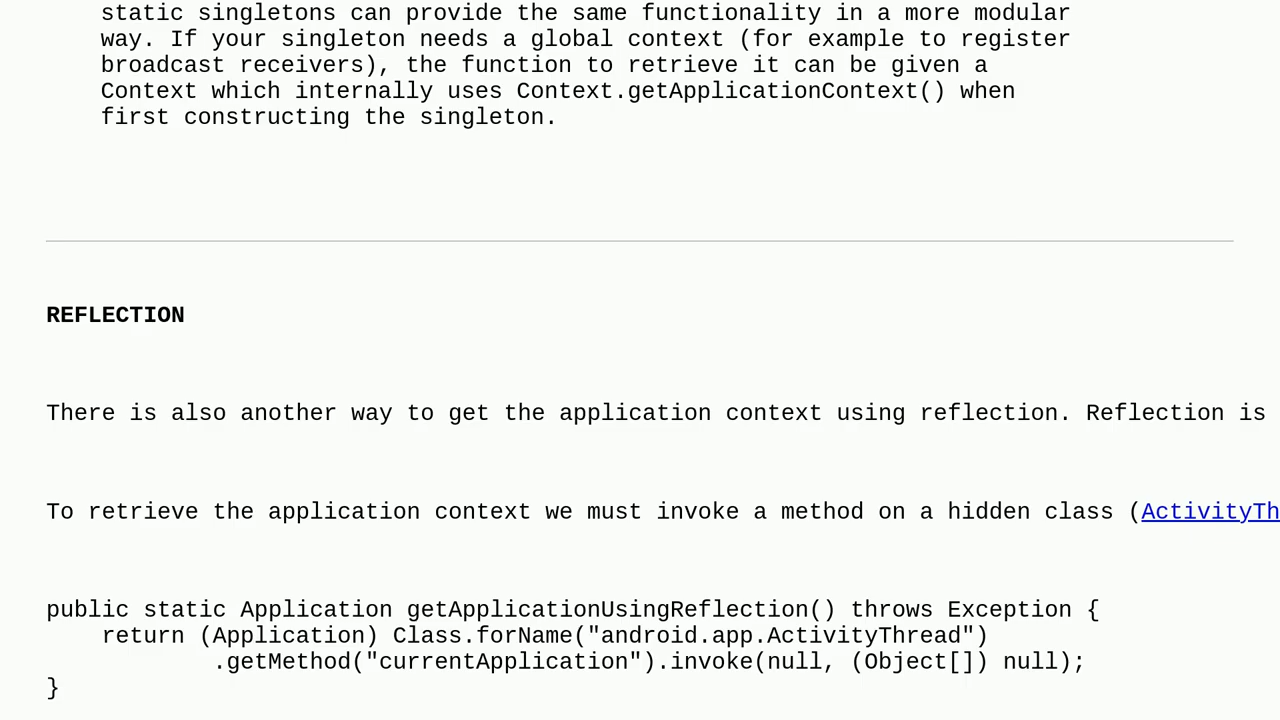 static singletons can provide the same functionality in a more modular
way. If your singleton needs a global context (for example to register
broadcast receivers), the function to retrieve it can be given a
Context which internally uses Context.getApplicationContext() when
first constructing the singleton.
REFLECTION
There is also another way to get the application context using reflection. Reflection is
To retrieve the application context we must invoke a method on a hidden class (ActivityTh
public static Application getApplicationUsingReflection() throws Exception {
    return (Application) Class.forName("android.app.ActivityThread")
            .getMethod("currentApplication").invoke(null, (Object[]) null);
}